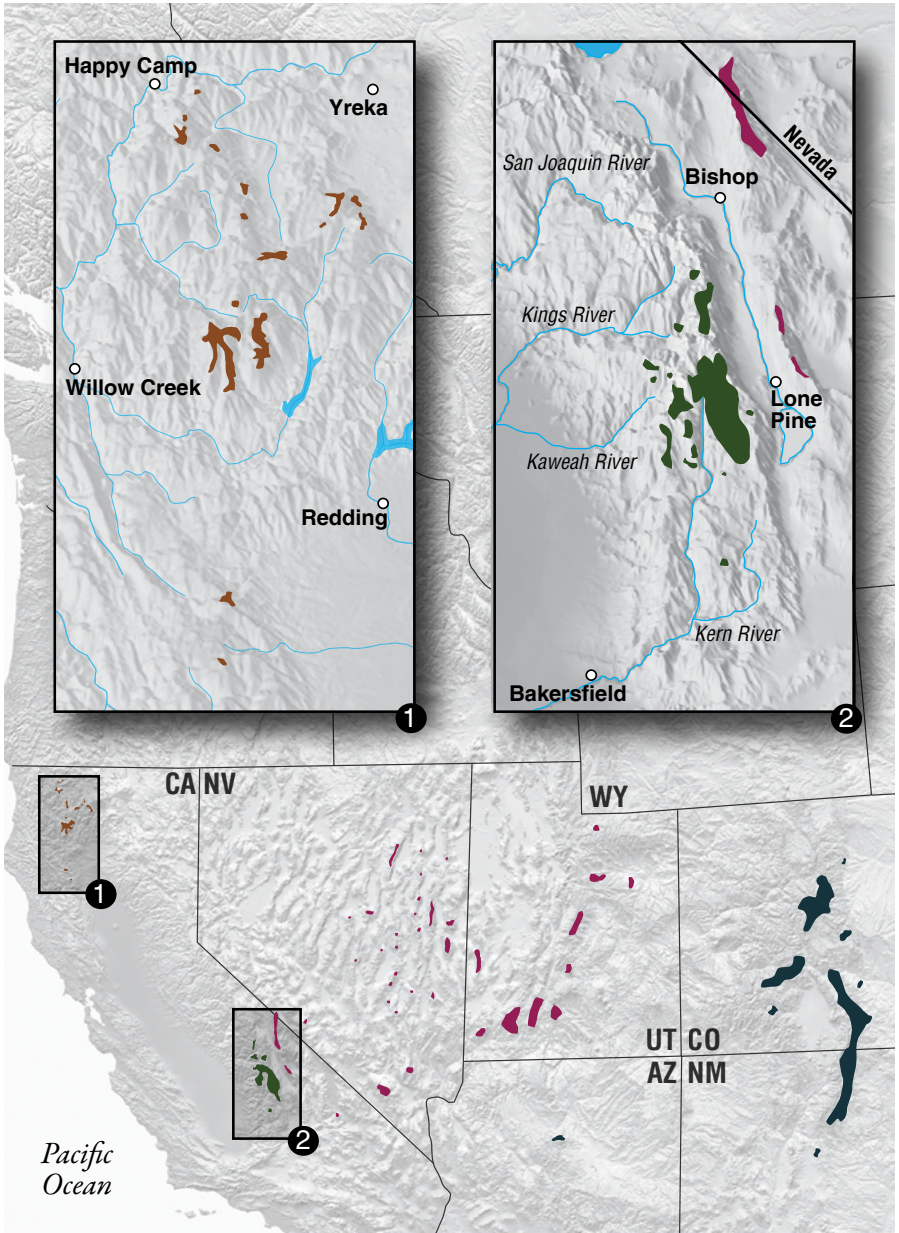 Happy Camp
Yreka
Willow Creek
Redding
1
Nevada
San Joaquin River
Bishop
Kings River
Lone
Pine
Kaweah River
Kern River
Bakersfield
2
CA NV
WY
1
UT CO
AZ NM
2
Pacific
Ocean